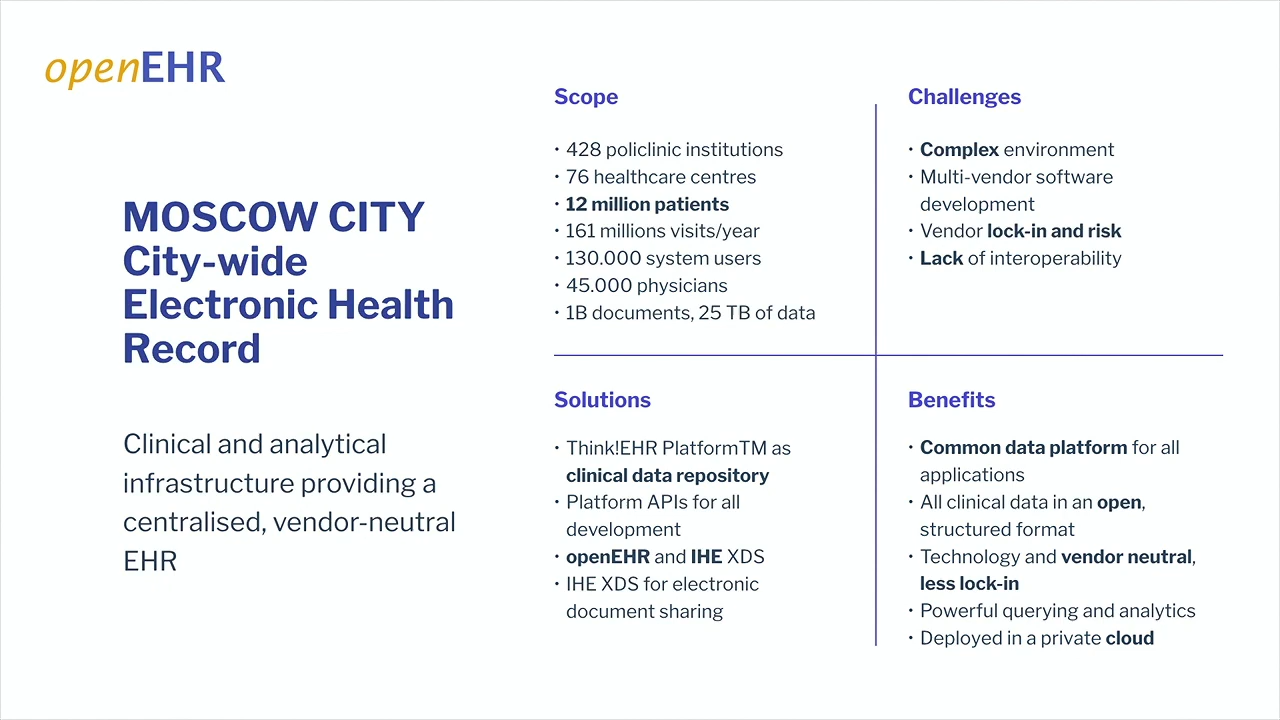 openEHR
MOSCOW CITY
City-wide
Electronic Health
Record
Clinical and analytical
infrastructure providing a
centralised, vendor-neutral
EHR
Scope
• 428 policlinic institutions
• 76 healthcare centres
• 12 million patients
• 161 millions visits/year
• 130.000 system users
• 45.000 physicians
• 1B documents, 25 TB of data
Challenges
• Complex environment
• Multi-vendor software
development
• Vendor lock-in and risk
• Lack of interoperability
Solutions
• Think!EHR PlatformTM as
clinical data repository
• Platform APIs for all
development
• openEHR and IHE XDS
• IHE XDS for electronic
document sharing
Benefits
• Common data platform for all
applications
• All clinical data in an open,
structured format
• Technology and vendor neutral,
less lock-in
• Powerful querying and analytics
• Deployed in a private cloud